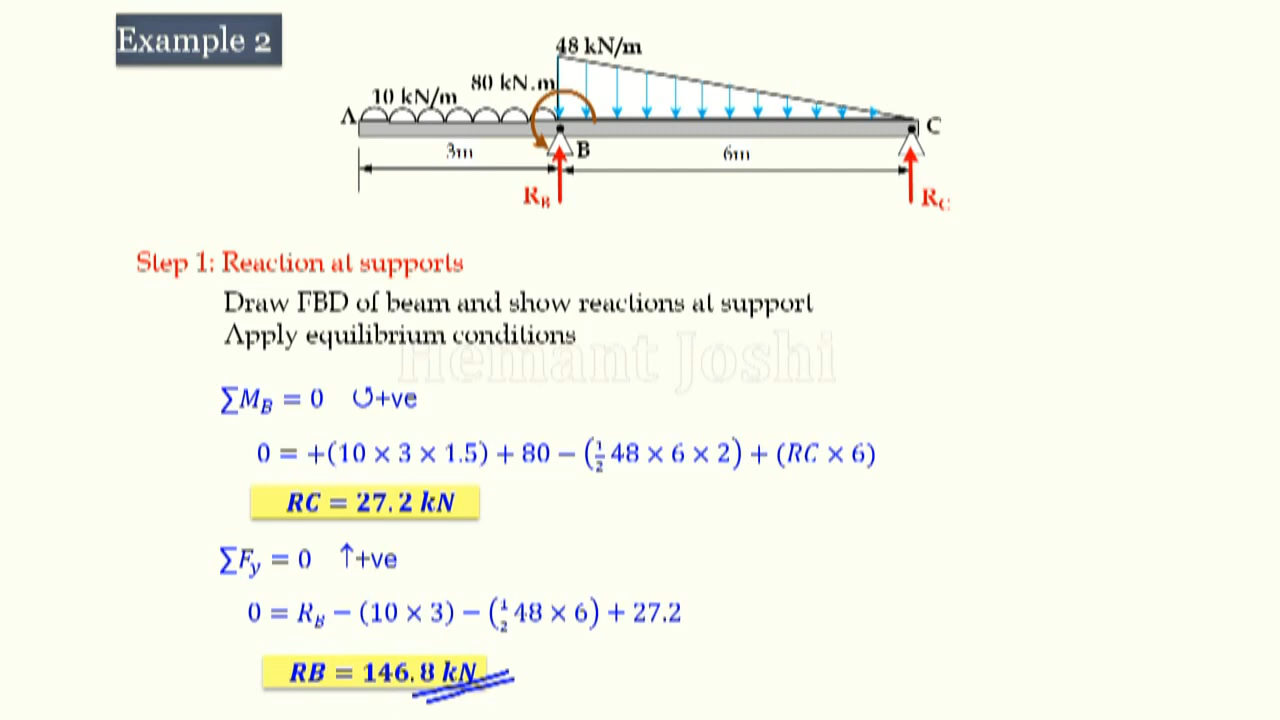 Example 2
48 kN/m
80 kN.m
10 kN/m
A
B
C
3m
6m
R_B
R_C
Step 1: Reaction at supports
Draw FBD of beam and show reactions at support
Apply equilibrium conditions
Hemant Joshi
∑M_B = 0 ↺+ve
0 = +(10 × 3 × 1.5) + 80 − (½ 48 × 6 × 2) + (RC × 6)
RC = 27.2 kN
∑F_y = 0 ↑+ve
0 = R_B − (10 × 3) − (½ 48 × 6) + 27.2
RB = 146.8 kN